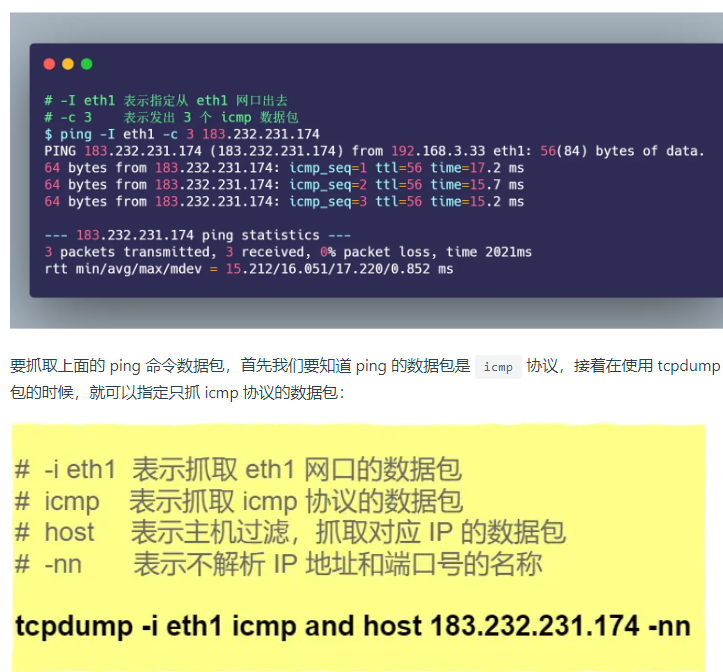 # -I eth1 表示指定从 eth1 网口出去
# -c 3 表示发出 3 个 icmp 数据包
$ ping -I eth1 -c 3 183.232.231.174
PING 183.232.231.174 (183.232.231.174) from 192.168.3.33 eth1: 56(84) bytes of data.
64 bytes from 183.232.231.174: icmp_seq=1 ttl=56 time=17.2 ms
64 bytes from 183.232.231.174: icmp_seq=2 ttl=56 time=15.7 ms
64 bytes from 183.232.231.174: icmp_seq=3 ttl=56 time=15.2 ms
--- 183.232.231.174 ping statistics ---
3 packets transmitted, 3 received, 0% packet loss, time 2021ms
rtt min/avg/max/mdev = 15.212/16.051/17.220/0.852 ms
要抓取上面的 ping 命令数据包，首先我们要知道 ping 的数据包是 icmp 协议，接着在使用 tcpdump
包的时候，就可以指定只抓 icmp 协议的数据包：
# -i eth1 表示抓取 eth1 网口的数据包
# icmp 表示抓取 icmp 协议的数据包
# host 表示主机过滤，抓取对应 IP 的数据包
# -nn 表示不解析 IP 地址和端口号的名称
tcpdump -i eth1 icmp and host 183.232.231.174 -nn